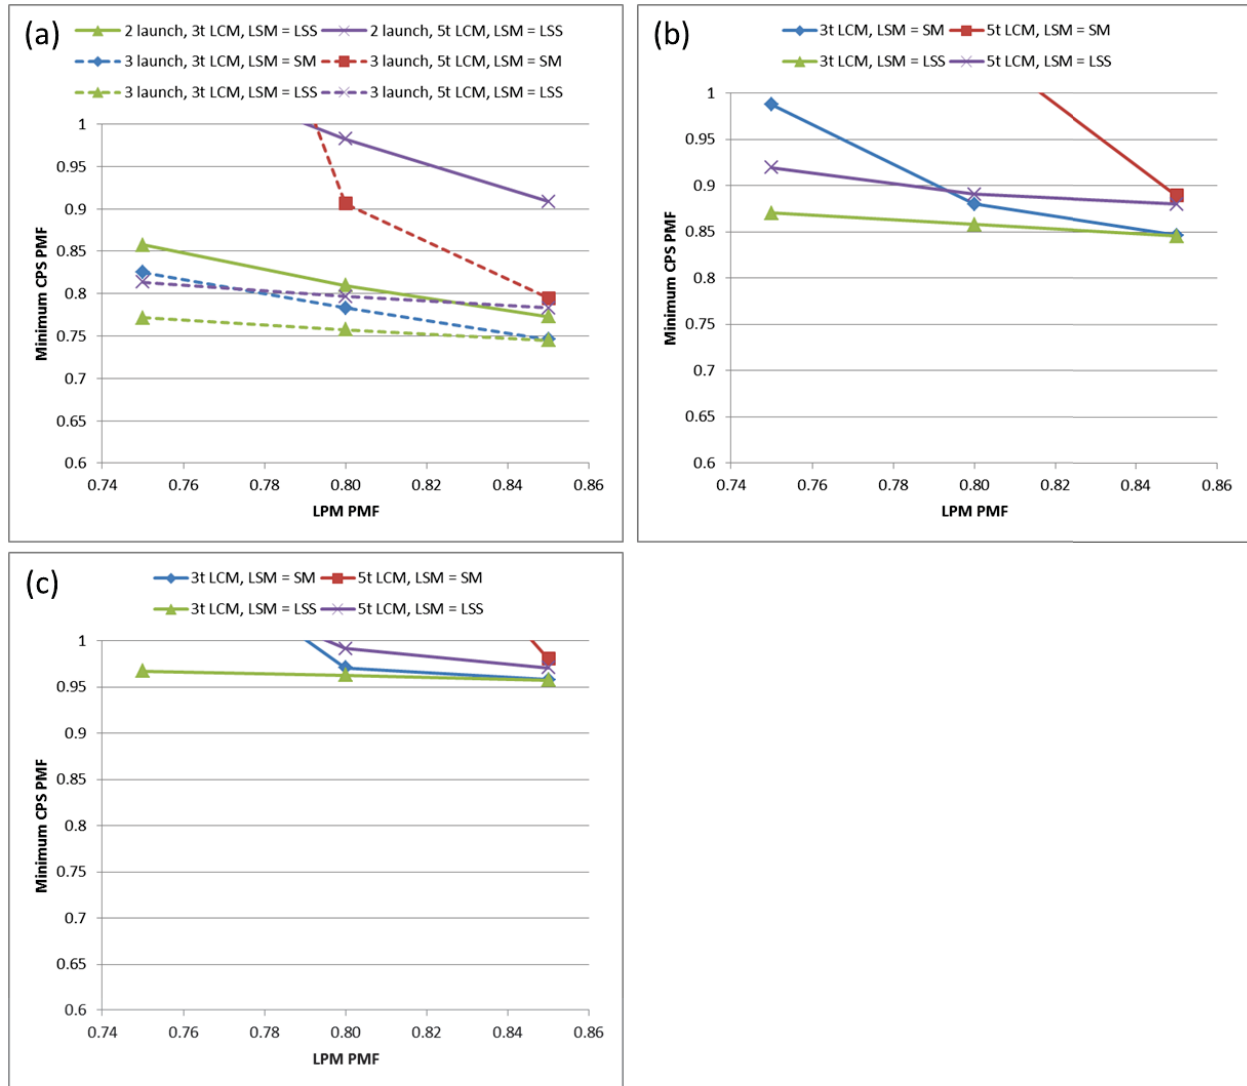 (a)
2 launch, 3t LCM, LSM = LSS 2 launch, 5t LCM, LSM = LSS
3 launch, 3t LCM, LSM = SM 3 launch, 5t LCM, LSM = SM
3 launch, 3t LCM, LSM = LSS 3 launch, 5t LCM, LSM = LSS
1
0.95
0.9
0.85
0.8
0.75
0.7
0.65
0.6
Minimum CPS PMF
0.74 0.76 0.78 0.80 0.82 0.84 0.86
LPM PMF
(b)
3t LCM, LSM = SM 5t LCM, LSM = SM
3t LCM, LSM = LSS 5t LCM, LSM = LSS
1
0.95
0.9
0.85
0.8
0.75
0.7
0.65
0.6
Minimum CPS PMF
0.74 0.76 0.78 0.80 0.82 0.84 0.86
LPM PMF
(c)
3t LCM, LSM = SM 5t LCM, LSM = SM
3t LCM, LSM = LSS 5t LCM, LSM = LSS
1
0.95
0.9
0.85
0.8
0.75
0.7
0.65
0.6
Minimum CPS PMF
0.74 0.76 0.78 0.80 0.82 0.84 0.86
LPM PMF